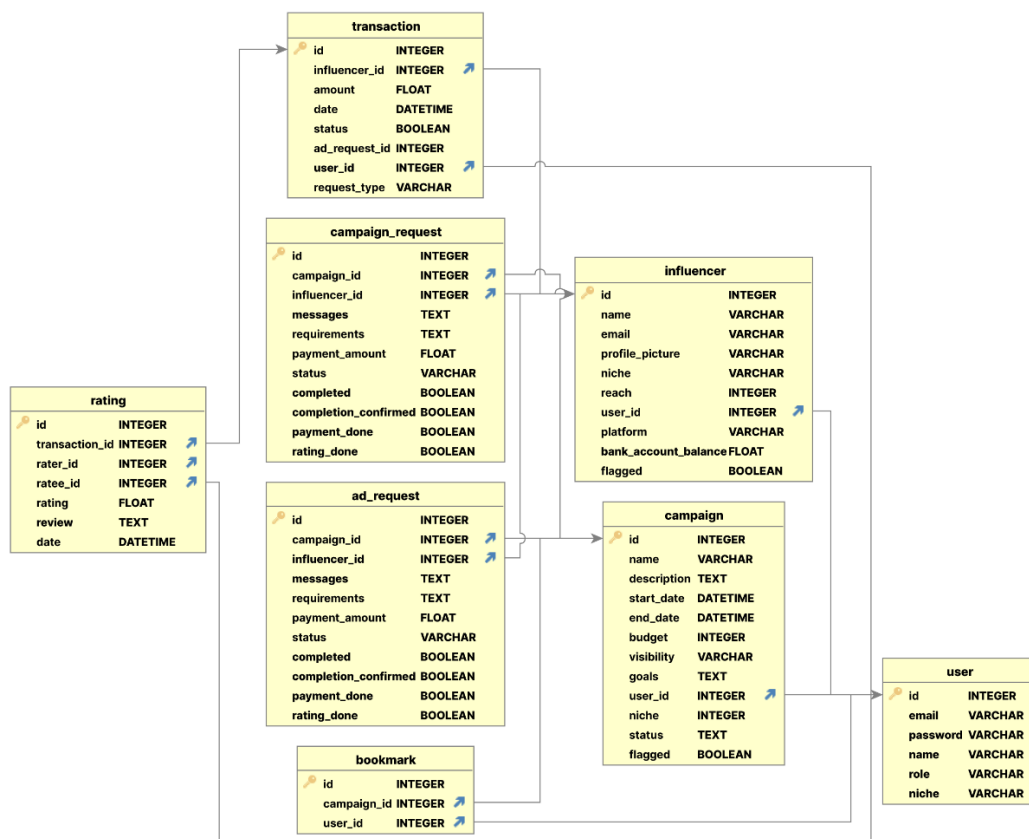 transaction
id INTEGER
influencer_id INTEGER
amount FLOAT
date DATETIME
status BOOLEAN
ad_request_id INTEGER
user_id INTEGER
request_type VARCHAR
campaign_request
id INTEGER
campaign_id INTEGER
influencer_id INTEGER
messages TEXT
requirements TEXT
payment_amount FLOAT
status VARCHAR
completed BOOLEAN
completion_confirmed BOOLEAN
payment_done BOOLEAN
rating_done BOOLEAN
influencer
id INTEGER
name VARCHAR
email VARCHAR
profile_picture VARCHAR
niche VARCHAR
reach INTEGER
user_id INTEGER
platform VARCHAR
bank_account_balance FLOAT
flagged BOOLEAN
rating
id INTEGER
transaction_id INTEGER
rater_id INTEGER
ratee_id INTEGER
rating FLOAT
review TEXT
date DATETIME
ad_request
id INTEGER
campaign_id INTEGER
influencer_id INTEGER
messages TEXT
requirements TEXT
payment_amount FLOAT
status VARCHAR
completed BOOLEAN
completion_confirmed BOOLEAN
payment_done BOOLEAN
rating_done BOOLEAN
campaign
id INTEGER
name VARCHAR
description TEXT
start_date DATETIME
end_date DATETIME
budget INTEGER
visibility VARCHAR
goals TEXT
user_id INTEGER
niche INTEGER
status TEXT
flagged BOOLEAN
user
id INTEGER
email VARCHAR
password VARCHAR
name VARCHAR
role VARCHAR
niche VARCHAR
bookmark
id INTEGER
campaign_id INTEGER
user_id INTEGER